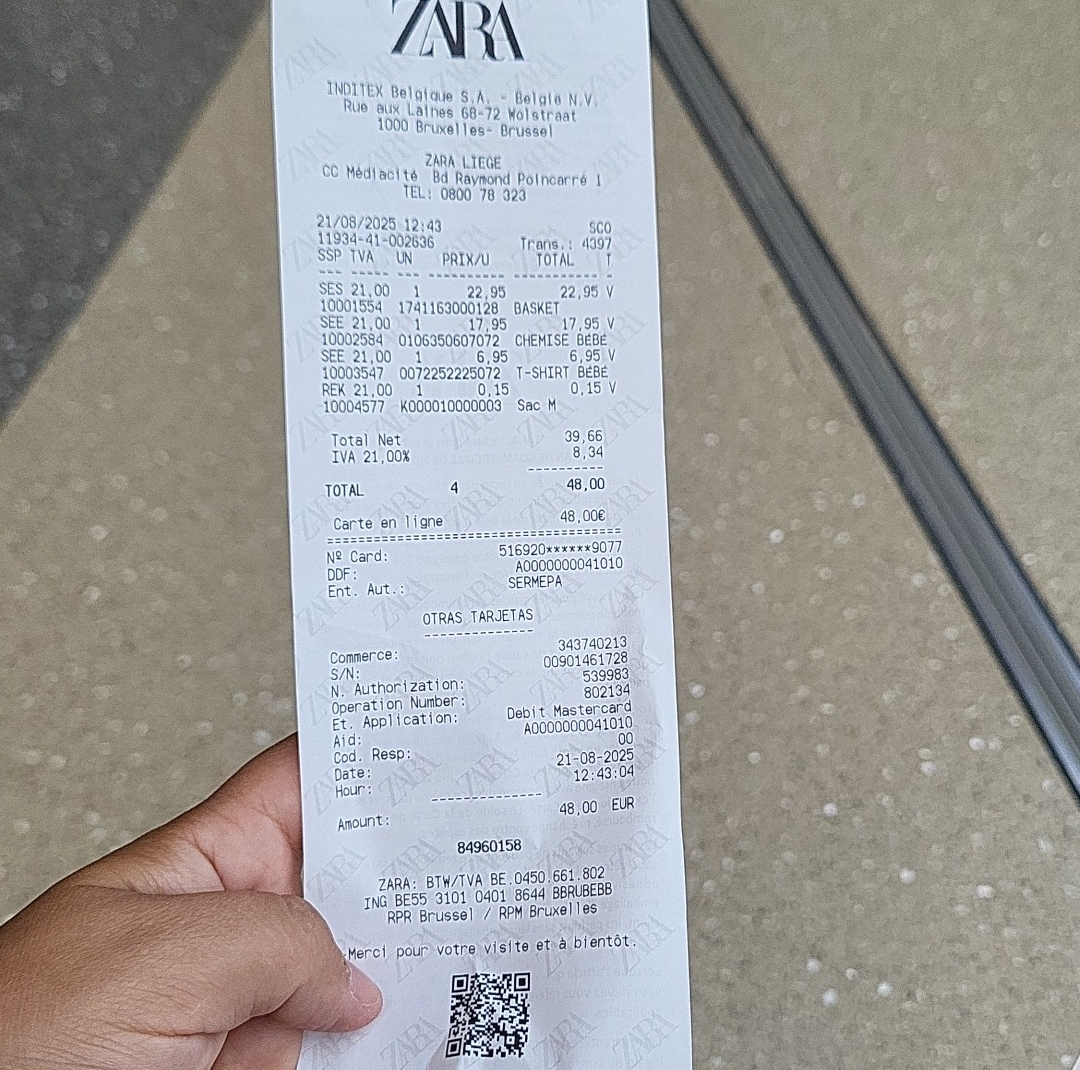 ZARA
INDITEX Belgique S.A. - Belgïe N.V.
Rue aux Laines 68-72 Wolstraat
1000 Bruxelles- Brussel
ZARA LIEGE
CC Médiacité Bd Raymond Poincarré 1
TEL: 0800 78 323
21/08/2025 12:43 SCO
11934-41-002636 Trans.: 4397
SSP TVA UN PRIX/U TOTAL T
--- ----- --- -------- ----------- -
SES 21,00 1 22,95 22,95 V
10001554 1741163000128 BASKET
SEE 21,00 1 17,95 17,95 V
10002584 0106350607072 CHEMISE BÉBÉ
SEE 21,00 1 6,95 6,95 V
10003547 0072252225072 T-SHIRT BÉBÉ
REK 21,00 1 0,15 0,15 V
10004577 K000010000003 Sac M
Total Net 39,66
IVA 21,00% 8,34
----------
TOTAL 4 48,00
Carte en ligne 48,00€
======================================
Nº Card: 516920******9077
DDF: A0000000041010
Ent. Aut.: SERMEPA
OTRAS TARJETAS
--------------
Commerce: 343740213
S/N: 00901461728
N. Authorization: 539983
Operation Number: 802134
Et. Application: Debit Mastercard
Aid: A0000000041010
Cod. Resp: 00
Date: 21-08-2025
Hour: 12:43:04
--------------
Amount: 48,00 EUR
84960158
ZARA: BTW/TVA BE.0450.661.802
ING BE55 3101 0401 8644 BBRUBEBB
RPR Brussel / RPM Bruxelles
Merci pour votre visite et à bientôt.